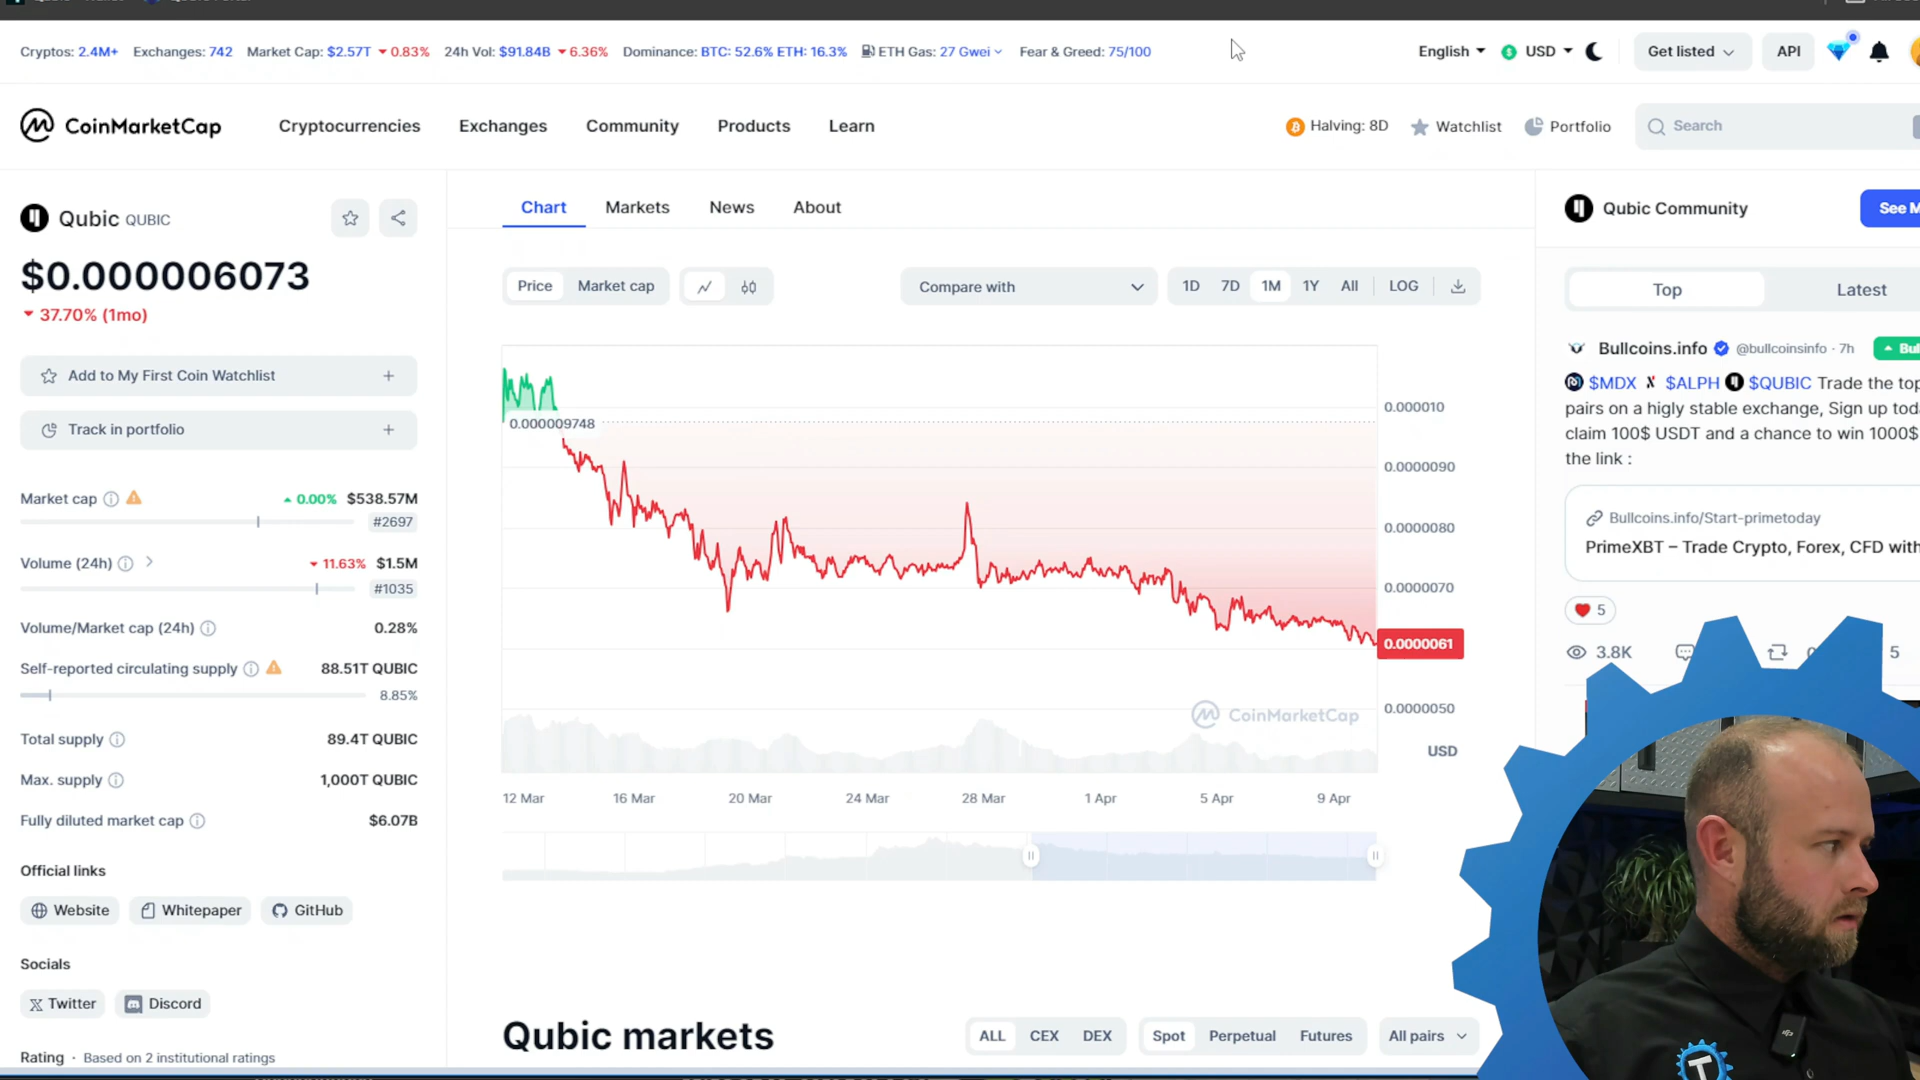 Cryptos: 2.4M+ Exchanges: 742 Market Cap: $2.57T 0.83% 24h Vol: $91.84B 6.36% Dominance: BTC: 52.6% ETH: 16.3% ETH Gas: 27 Gwei Fear & Greed: 75/100
English USD Get listed API
CoinMarketCap Cryptocurrencies Exchanges Community Products Learn Halving: 8D Watchlist Portfolio Search
Qubic QUBIC
$0.000006073
37.70% (1mo)
Add to My First Coin Watchlist +
Track in portfolio +
Market cap 0.00% $538.57M
#2697
Volume (24h) 11.63% $1.5M
#1035
Volume/Market cap (24h) 0.28%
Self-reported circulating supply 88.51T QUBIC
8.85%
Total supply 89.4T QUBIC
Max. supply 1,000T QUBIC
Fully diluted market cap $6.07B
Official links
Website Whitepaper GitHub
Socials
Twitter Discord
Rating · Based on 2 institutional ratings
Chart Markets News About
Price Market cap Compare with 1D 7D 1M 1Y All LOG
0.000009748
0.000010
0.0000090
0.0000080
0.0000070
0.0000061
0.0000050
CoinMarketCap
USD
12 Mar 16 Mar 20 Mar 24 Mar 28 Mar 1 Apr 5 Apr 9 Apr
Qubic markets ALL CEX DEX Spot Perpetual Futures All pairs
Qubic Community See
Top Latest
Bullcoins.info @bullcoinsinfo · 7h
$MDX $ALPH $QUBIC Trade the top
pairs on a higly stable exchange, Sign up
claim 100$ USDT and a chance to win 1000$
the link :
Bullcoins.info/Start-primetoday
PrimeXBT – Trade Crypto, Forex, CFD with
5
3.8K 5
T